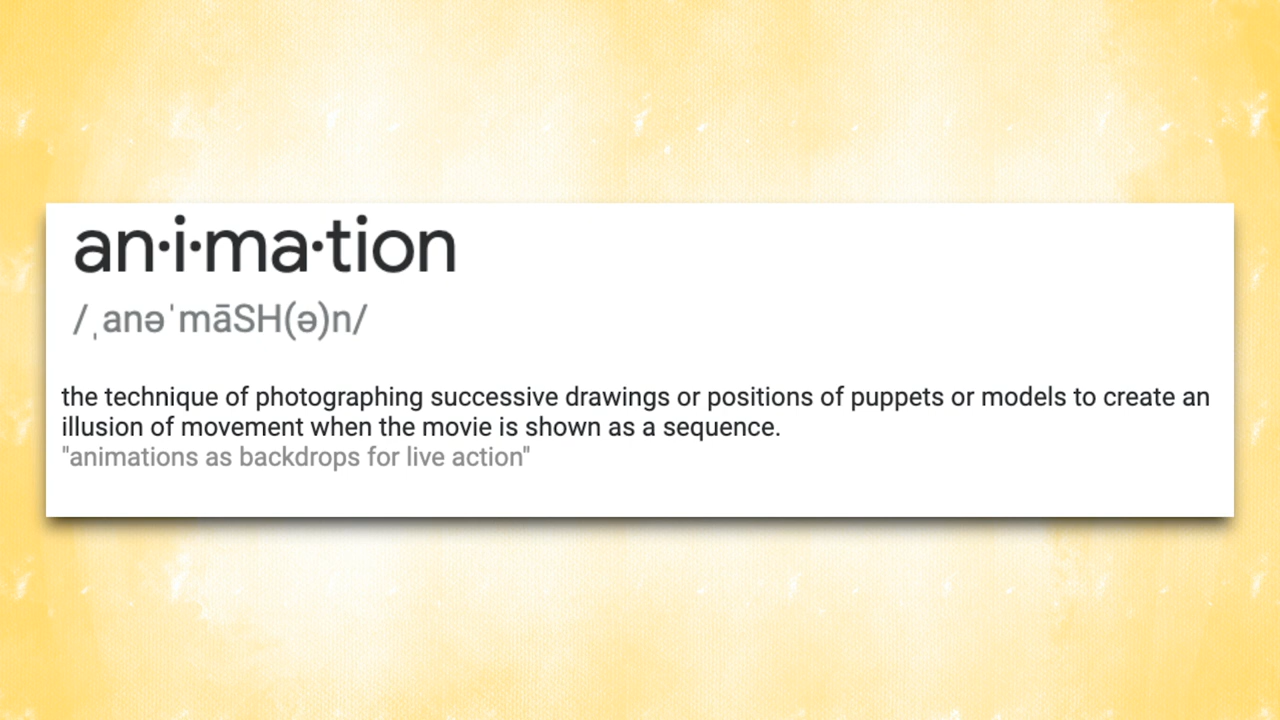 an·i·ma·tion
/ˌanəˈmāSH(ə)n/
the technique of photographing successive drawings or positions of puppets or models to create an
illusion of movement when the movie is shown as a sequence.
"animations as backdrops for live action"